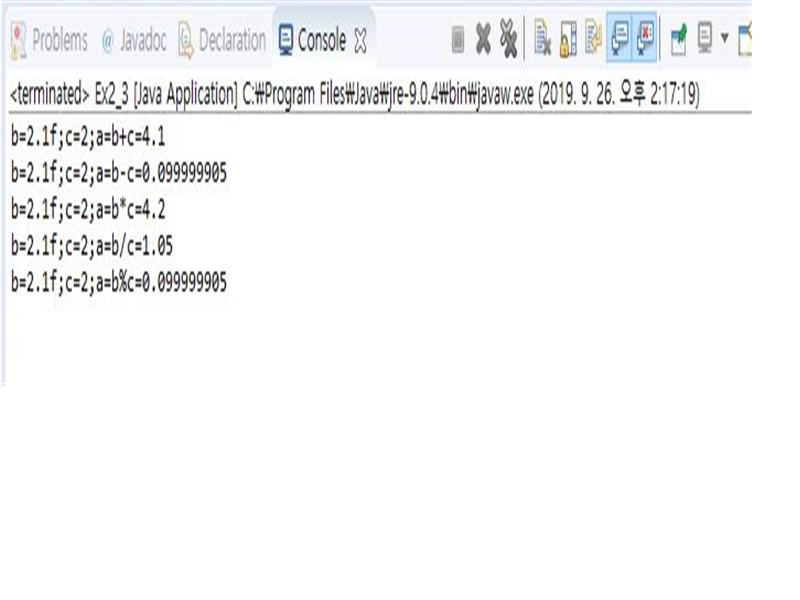 Problems @ Javadoc Declaration Console
<terminated> Ex2_3 [Java Application] C:₩Program Files₩Java₩jre-9.0.4₩bin₩javaw.exe (2019. 9. 26. 오후 2:17:19)
b=2.1f;c=2;a=b+c=4.1
b=2.1f;c=2;a=b-c=0.099999905
b=2.1f;c=2;a=b*c=4.2
b=2.1f;c=2;a=b/c=1.05
b=2.1f;c=2;a=b%c=0.099999905